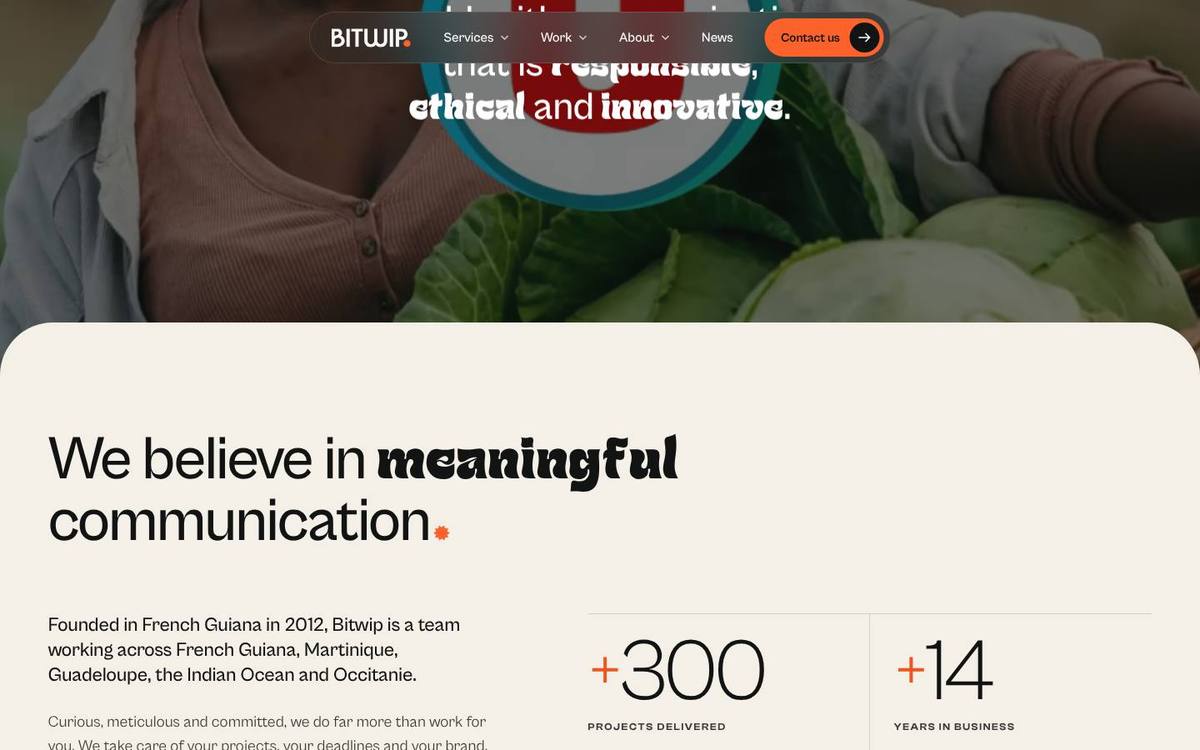 BITWIP.
Services
Work
About
News
Contact us
that is responsible,
ethical and innovative.
We believe in meaningful
communication
Founded in French Guiana in 2012, Bitwip is a team
working across French Guiana, Martinique,
Guadeloupe, the Indian Ocean and Occitanie.
Curious, meticulous and committed, we do far more than work for
you. We take care of your projects, your deadlines and your brand.
+300
PROJECTS DELIVERED
+14
YEARS IN BUSINESS